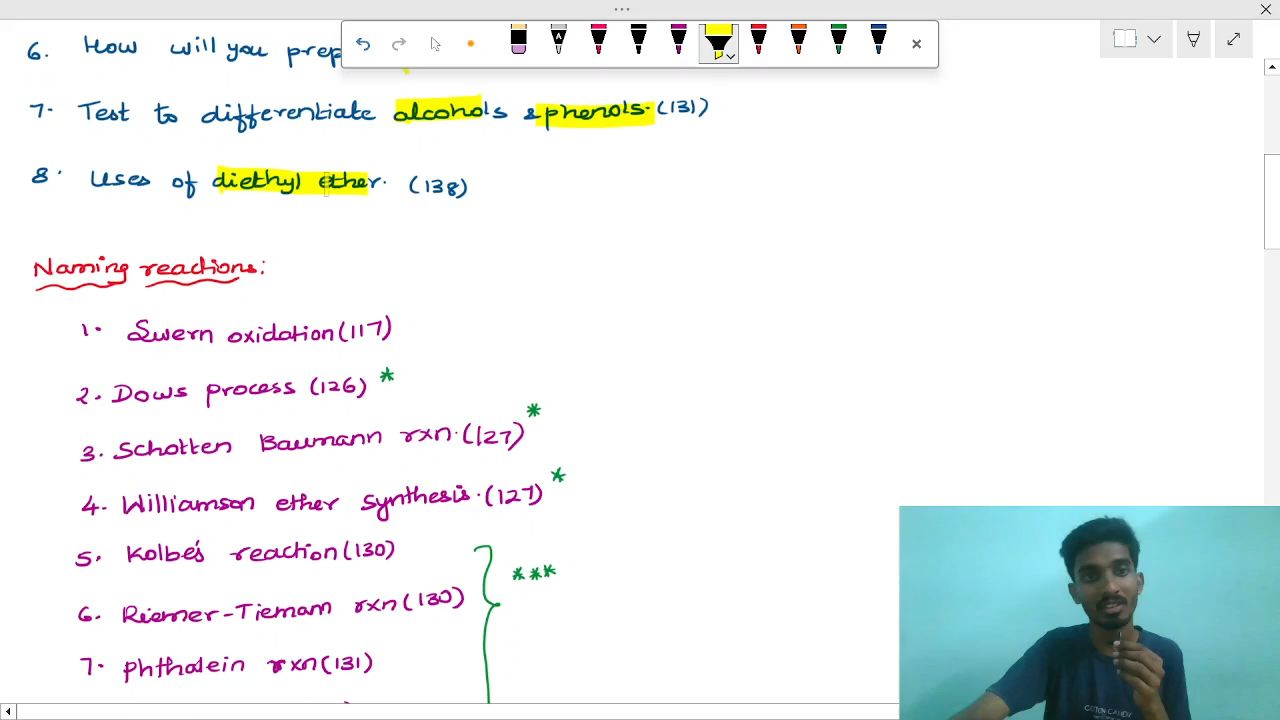 6. How will you prep
7. Test to differentiate alcohols & phenols. (131)
8. Uses of diethyl ether. (138)
Naming reactions:
1. Swern oxidation (117)
2. Dows process (126) *
3. Schotten Baumann rxn. (127) *
4. Williamson ether synthesis. (127) *
5. Kolbe's reaction (130)
***
6. Riemer-Tiemann rxn (130)
7. phthalein rxn (131)
COTTON CANDY